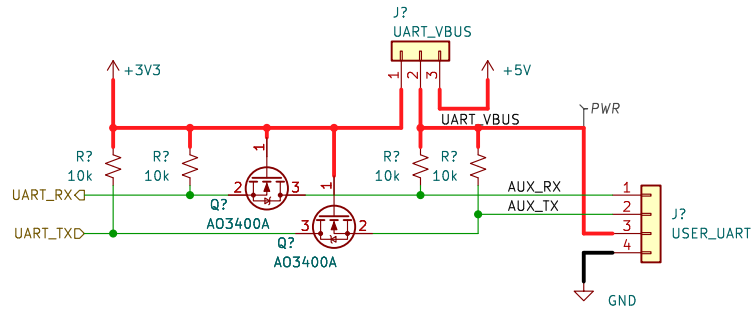 J?
UART_VBUS
+3V3
1
2
3
+5V
PWR
UART_VBUS
R?
10k
R?
10k
1
R?
10k
R?
10k
UART_RX
2
3
1
AUX_RX
1
Q?
AO3400A
AUX_TX
2
J?
UART_TX
3
2
3
USER_UART
Q?
AO3400A
4
GND